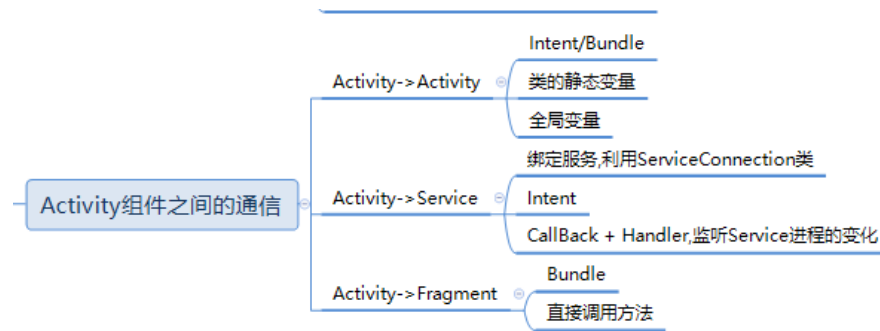 Activity组件之间的通信
Activity->Activity
Intent/Bundle
类的静态变量
全局变量
Activity->Service
绑定服务,利用ServiceConnection类
Intent
CallBack + Handler,监听Service进程的变化
Activity->Fragment
Bundle
直接调用方法